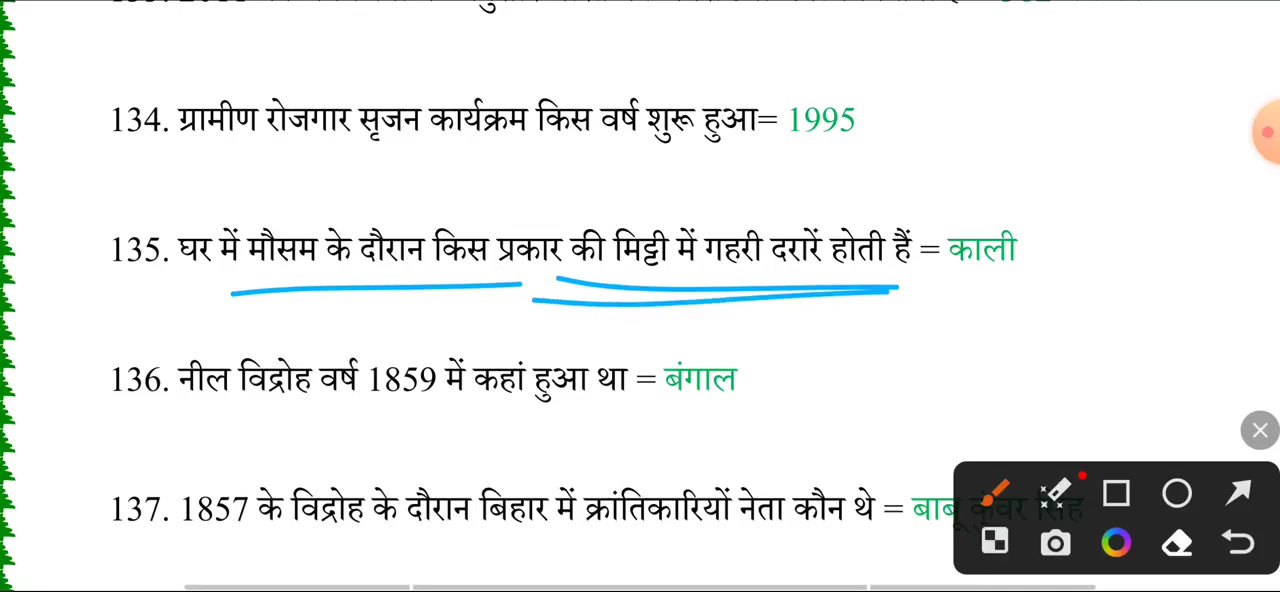 134. ग्रामीण रोजगार सृजन कार्यक्रम किस वर्ष शुरू हुआ= 1995
135. घर में मौसम के दौरान किस प्रकार की मिट्टी में गहरी दरारें होती हैं = काली
136. नील विद्रोह वर्ष 1859 में कहां हुआ था = बंगाल
137. 1857 के विद्रोह के दौरान बिहार में क्रांतिकारियों नेता कौन थे = बाबू कुंवर सिंह